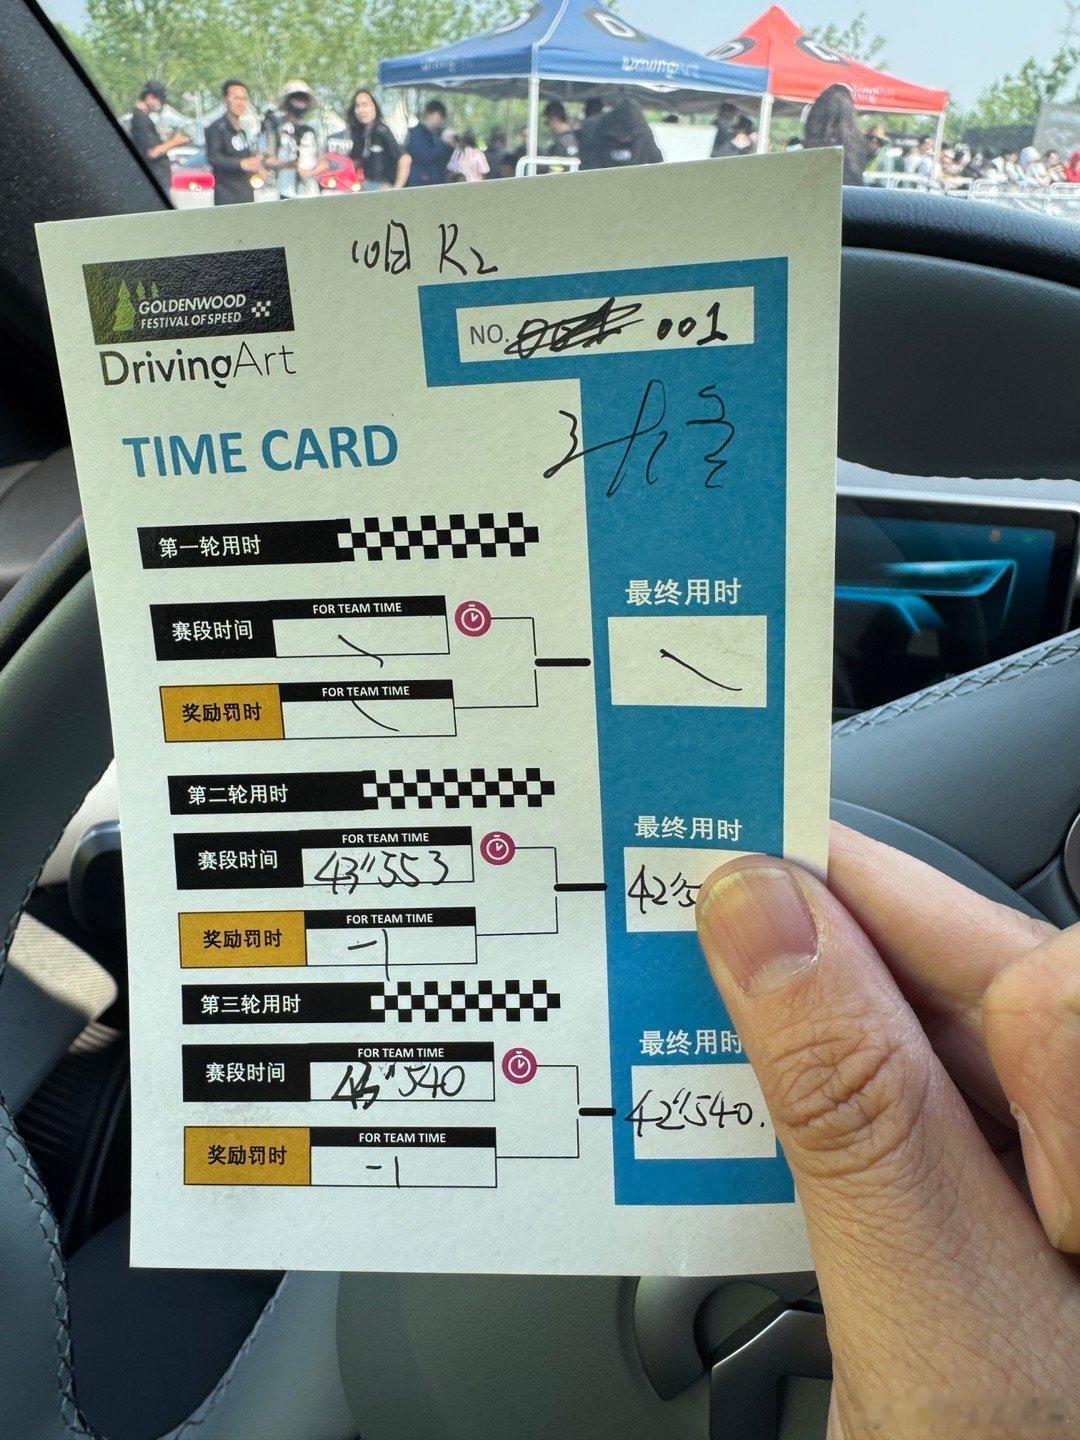 DrivingArt
旧 R2
GOLDENWOOD
FESTIVAL OF SPEED
DrivingArt
NO. 001
TIME CARD
第一轮用时
FOR TEAM TIME
赛段时间
最终用时
FOR TEAM TIME
奖励罚时
第二轮用时
FOR TEAM TIME
赛段时间 43"553
最终用时
42"5
FOR TEAM TIME
奖励罚时 -1
第三轮用时
FOR TEAM TIME
赛段时间 43"540
最终用时
42"540.
FOR TEAM TIME
奖励罚时 -1